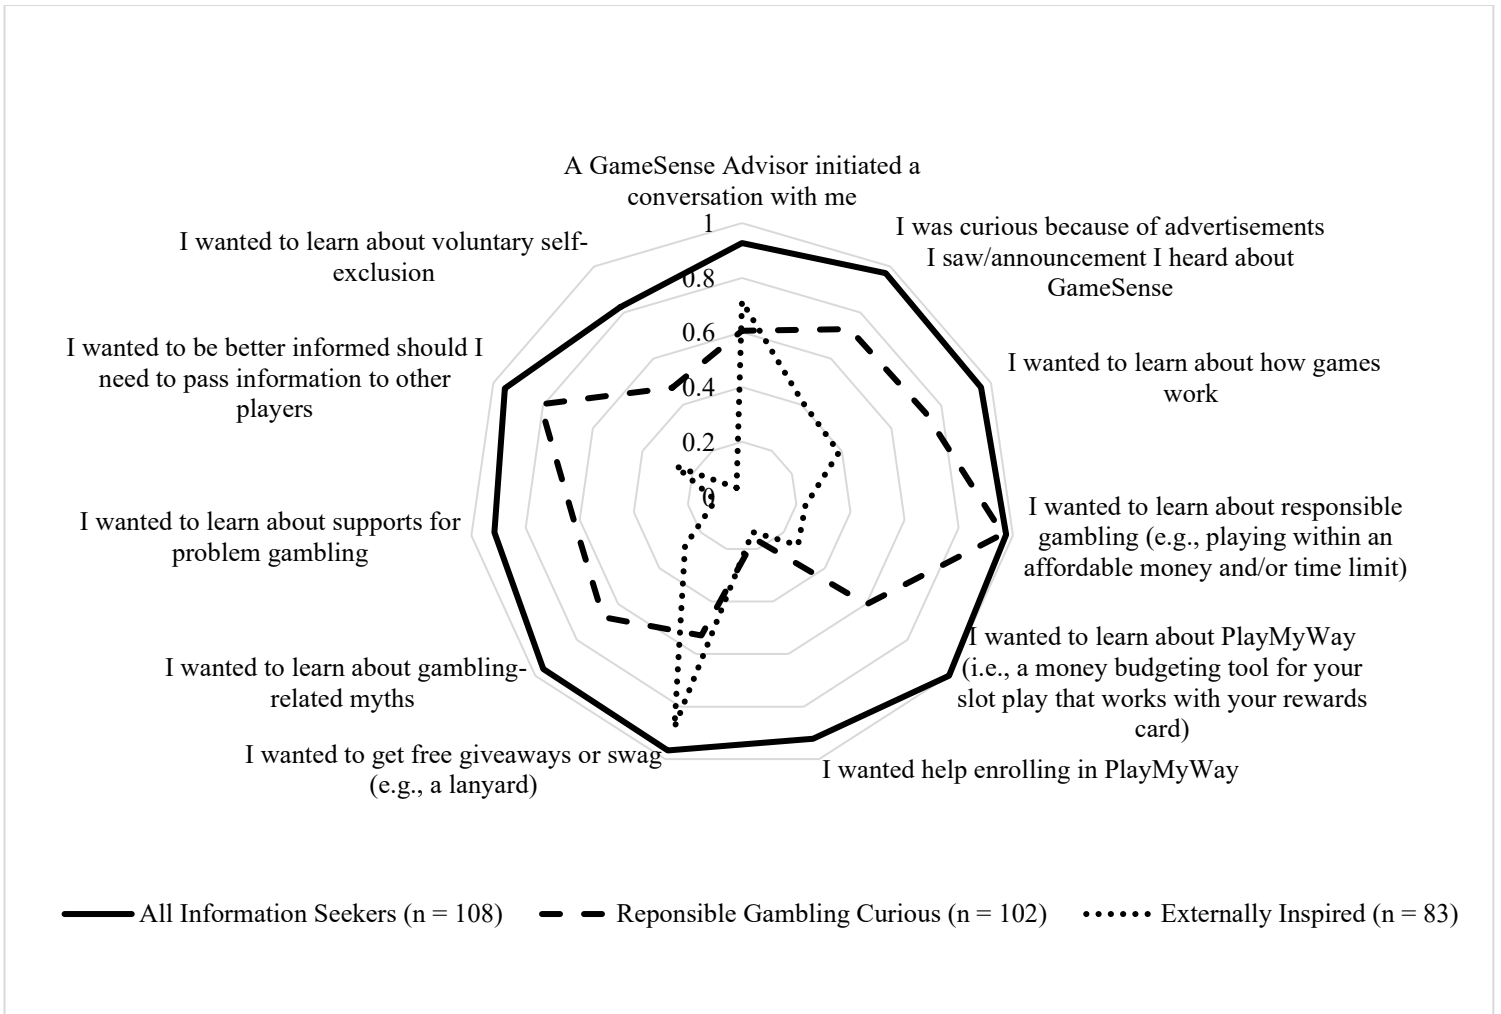 A GameSense Advisor initiated a
conversation with me
I was curious because of advertisements
I saw/announcement I heard about
GameSense
I wanted to learn about how games
work
I wanted to learn about responsible
gambling (e.g., playing within an
affordable money and/or time limit)
I wanted to learn about PlayMyWay
(i.e., a money budgeting tool for your
slot play that works with your rewards
card)
I wanted help enrolling in PlayMyWay
I wanted to get free giveaways or swag
(e.g., a lanyard)
I wanted to learn about gambling-
related myths
I wanted to learn about supports for
problem gambling
I wanted to be better informed should I
need to pass information to other
players
I wanted to learn about voluntary self-
exclusion
1
0.8
0.6
0.4
0.2
0
All Information Seekers (n = 108)
Reponsible Gambling Curious (n = 102)
Externally Inspired (n = 83)